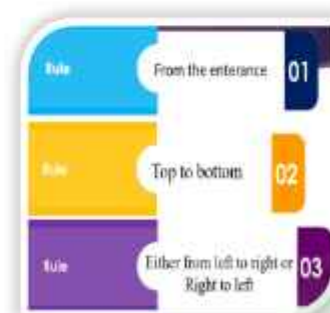 Rule
From the enterance
01
Rule
Top to bottom
02
Rule
Either from left to right or
Right to left
03